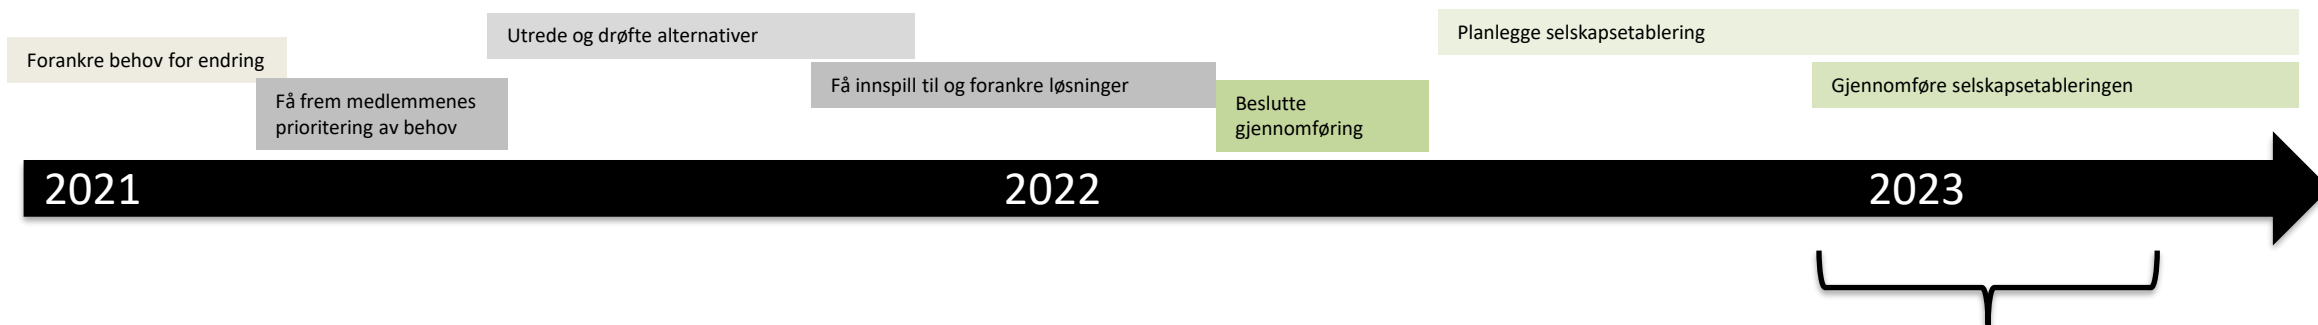 Forankre behov for endring
Få frem medlemmenes
prioritering av behov
Utrede og drøfte alternativer
Få innspill til og forankre løsninger
Beslutte
gjennomføring
Planlegge selskapsetablering
Gjennomføre selskapsetableringen
2021
2022
2023